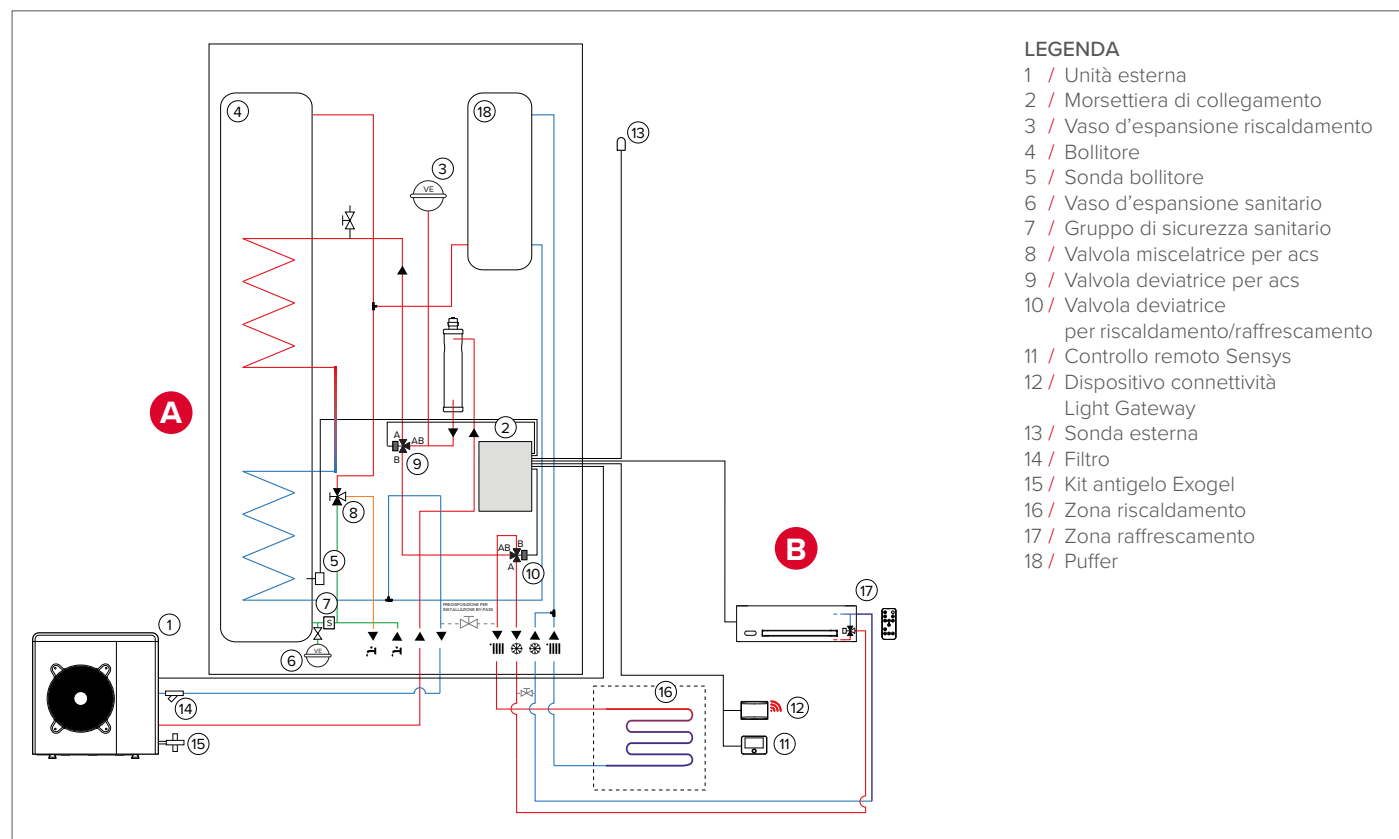 4
18
13
3
VE
A
2
A
AB
9
B
8
5
AB
B
10
A
B
7
PREDISPOSIZIONE PER
INSTALLAZIONE BY-PASS
17
1
S
6
VE
16
14
12
15
11
LEGENDA
1 / Unità esterna
2 / Morsettiera di collegamento
3 / Vaso d'espansione riscaldamento
4 / Bollitore
5 / Sonda bollitore
6 / Vaso d'espansione sanitario
7 / Gruppo di sicurezza sanitario
8 / Valvola miscelatrice per acs
9 / Valvola deviatrice per acs
10 / Valvola deviatrice
per riscaldamento/raffrescamento
11 / Controllo remoto Sensys
12 / Dispositivo connettività
Light Gateway
13 / Sonda esterna
14 / Filtro
15 / Kit antigelo Exogel
16 / Zona riscaldamento
17 / Zona raffrescamento
18 / Puffer